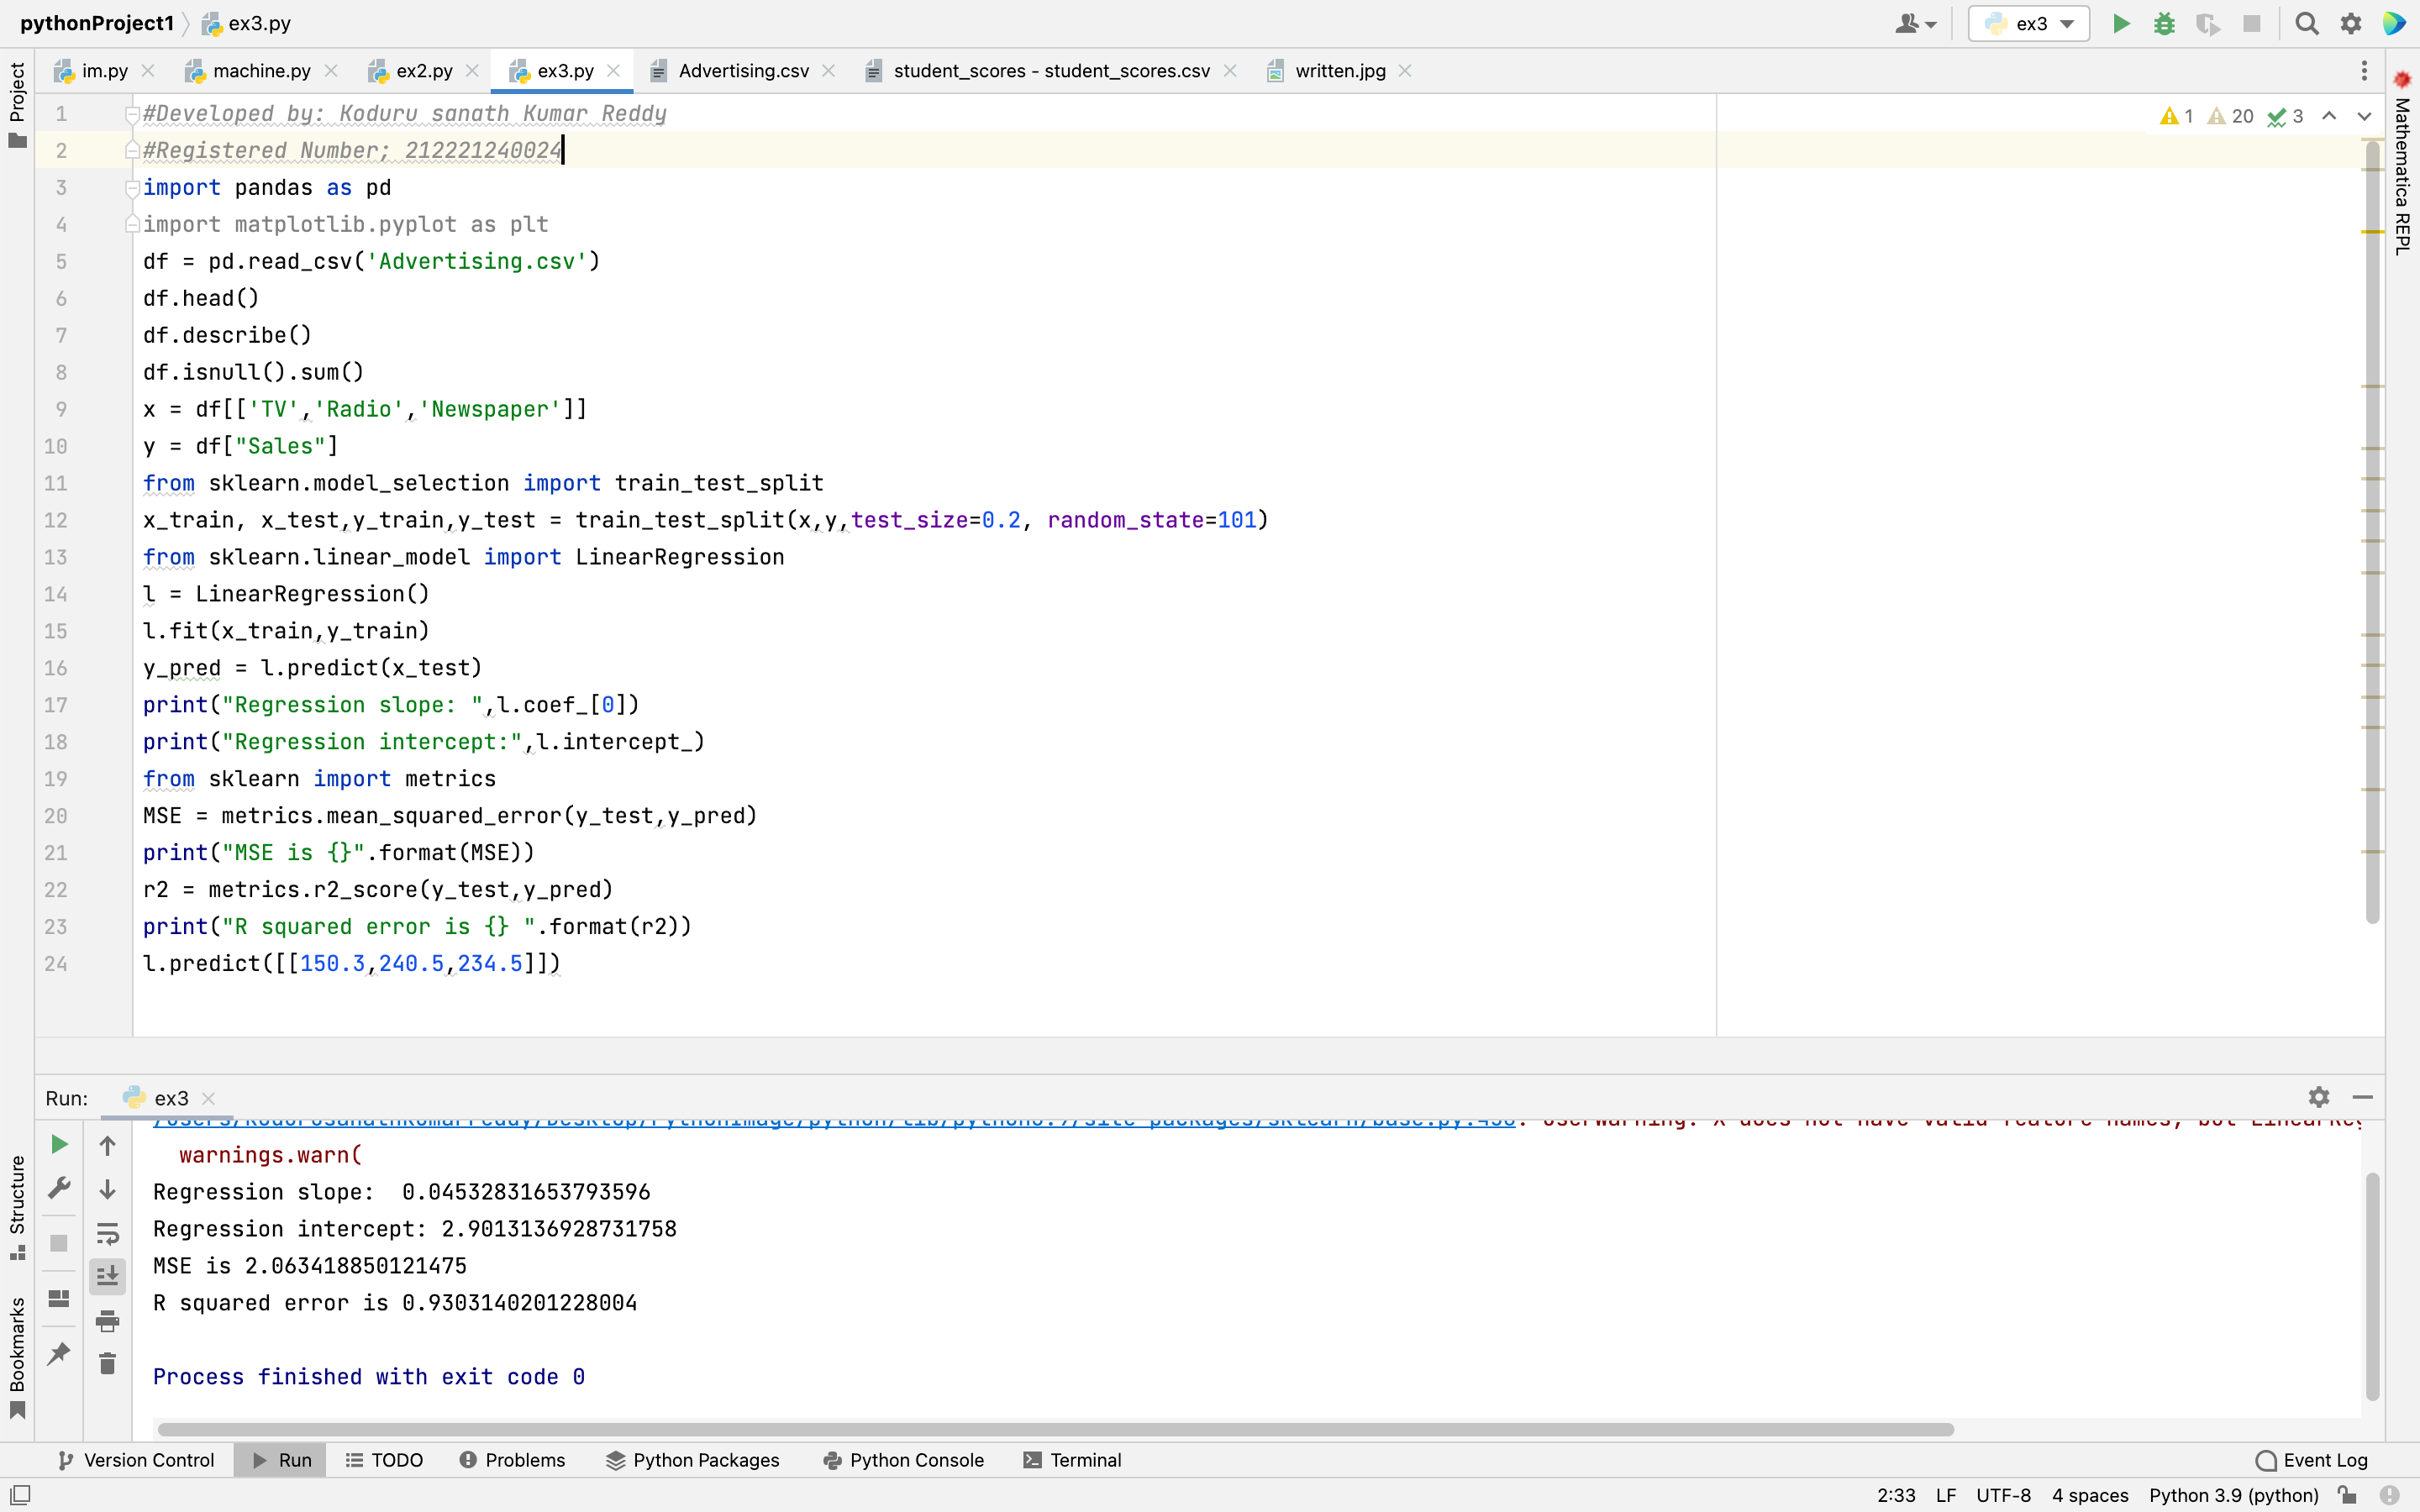 pythonProject1 ex3.py
ex3
im.py machine.py ex2.py ex3.py Advertising.csv student_scores - student_scores.csv written.jpg
Project
Mathematica REPL
1 20 3
1 #Developed by: Koduru sanath Kumar Reddy
2 #Registered Number; 212221240024
3 import pandas as pd
4 import matplotlib.pyplot as plt
5 df = pd.read_csv('Advertising.csv')
6 df.head()
7 df.describe()
8 df.isnull().sum()
9 x = df[['TV','Radio','Newspaper']]
10 y = df["Sales"]
11 from sklearn.model_selection import train_test_split
12 x_train, x_test,y_train,y_test = train_test_split(x,y,test_size=0.2, random_state=101)
13 from sklearn.linear_model import LinearRegression
14 l = LinearRegression()
15 l.fit(x_train,y_train)
16 y_pred = l.predict(x_test)
17 print("Regression slope: ",l.coef_[0])
18 print("Regression intercept:",l.intercept_)
19 from sklearn import metrics
20 MSE = metrics.mean_squared_error(y_test,y_pred)
21 print("MSE is {}".format(MSE))
22 r2 = metrics.r2_score(y_test,y_pred)
23 print("R squared error is {} ".format(r2))
24 l.predict([[150.3,240.5,234.5]])
Run: ex3
UserWarning: X does not have valid feature names, but
warnings.warn(
Regression slope:  0.04532831653793596
Regression intercept: 2.9013136928731758
MSE is 2.063418850121475
R squared error is 0.9303140201228004
Process finished with exit code 0
Structure
Bookmarks
Version Control Run TODO Problems Python Packages Python Console Terminal Event Log
2:33 LF UTF-8 4 spaces Python 3.9 (python)